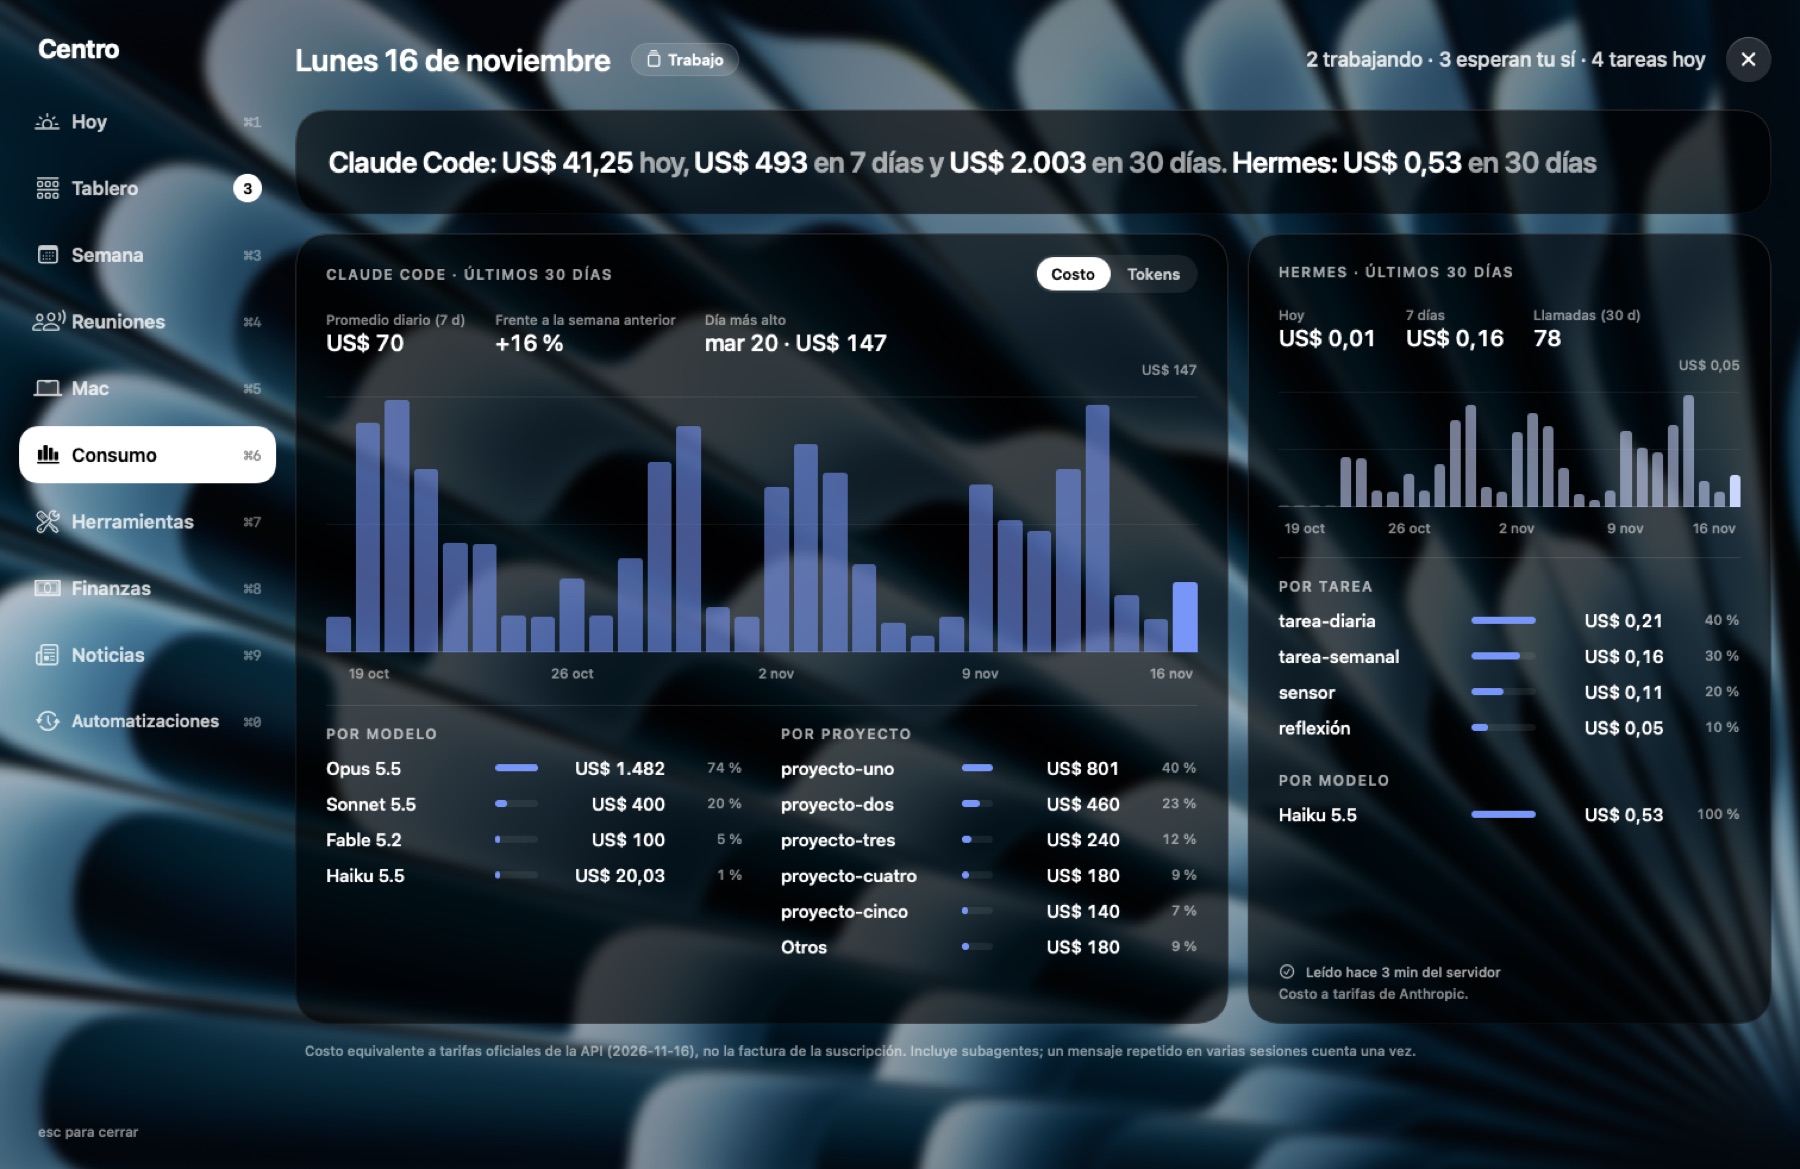 Centro
Lunes 16 de noviembre
Trabajo
2 trabajando · 3 esperan tu sí · 4 tareas hoy
Hoy ⌘1
Tablero 3
Semana ⌘3
Reuniones ⌘4
Mac ⌘5
Consumo ⌘6
Herramientas ⌘7
Finanzas ⌘8
Noticias ⌘9
Automatizaciones ⌘0
esc para cerrar
Claude Code: US$ 41,25 hoy, US$ 493 en 7 días y US$ 2.003 en 30 días. Hermes: US$ 0,53 en 30 días
CLAUDE CODE · ÚLTIMOS 30 DÍAS
Costo Tokens
Promedio diario (7 d) Frente a la semana anterior Día más alto
US$ 70 +16 % mar 20 · US$ 147
US$ 147
19 oct 26 oct 2 nov 9 nov 16 nov
POR MODELO
Opus 5.5 US$ 1.482 74 %
Sonnet 5.5 US$ 400 20 %
Fable 5.2 US$ 100 5 %
Haiku 5.5 US$ 20,03 1 %
POR PROYECTO
proyecto-uno US$ 801 40 %
proyecto-dos US$ 460 23 %
proyecto-tres US$ 240 12 %
proyecto-cuatro US$ 180 9 %
proyecto-cinco US$ 140 7 %
Otros US$ 180 9 %
HERMES · ÚLTIMOS 30 DÍAS
Hoy 7 días Llamadas (30 d)
US$ 0,01 US$ 0,16 78
US$ 0,05
19 oct 26 oct 2 nov 9 nov 16 nov
POR TAREA
tarea-diaria US$ 0,21 40 %
tarea-semanal US$ 0,16 30 %
sensor US$ 0,11 20 %
reflexión US$ 0,05 10 %
POR MODELO
Haiku 5.5 US$ 0,53 100 %
Leído hace 3 min del servidor
Costo a tarifas de Anthropic.
Costo equivalente a tarifas oficiales de la API (2026-11-16), no la factura de la suscripción. Incluye subagentes; un mensaje repetido en varias sesiones cuenta una vez.